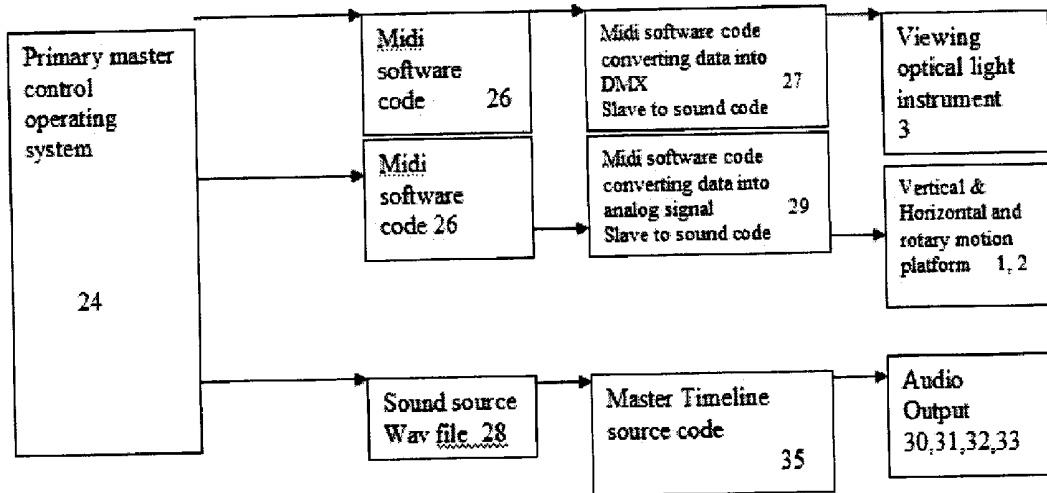 Primary master
control
operating
system
24
Midi
software
code 26
Midi software code
converting data into
DMX 27
Slave to sound code
Viewing
optical light
instrument
3
Midi
software
code 26
Midi software code
converting data into
analog signal 29
Slave to sound code
Vertical &
Horizontal and
rotary motion
platform 1, 2
Sound source
Wav file 28
Master Timeline
source code
35
Audio
Output
30,31,32,33